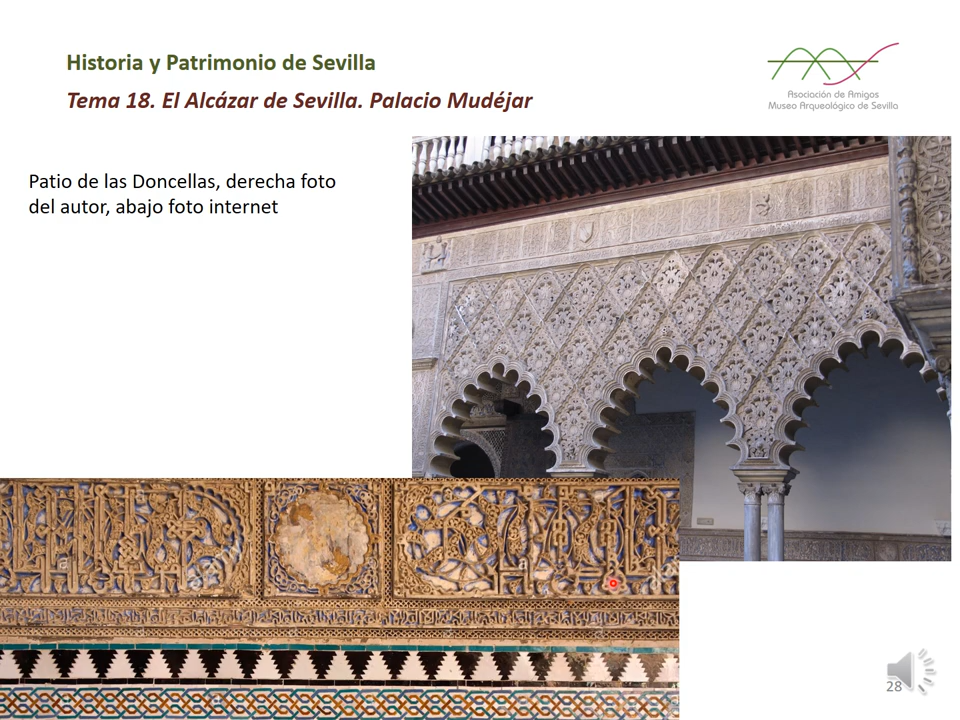 Historia y Patrimonio de Sevilla
Tema 18. El Alcázar de Sevilla. Palacio Mudéjar
Asociación de Amigos
Museo Arqueológico de Sevilla
Patio de las Doncellas, derecha foto
del autor, abajo foto internet
28